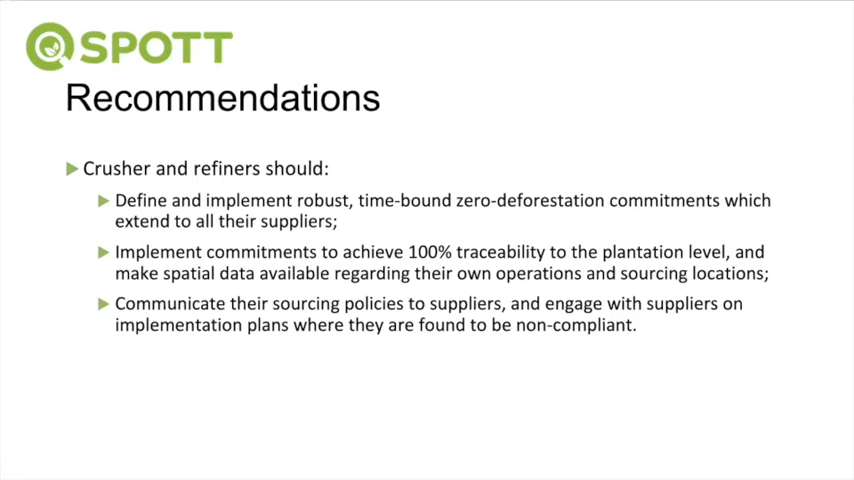 SPOTT
Recommendations
Crusher and refiners should:
Define and implement robust, time-bound zero-deforestation commitments which
extend to all their suppliers;
Implement commitments to achieve 100% traceability to the plantation level, and
make spatial data available regarding their own operations and sourcing locations;
Communicate their sourcing policies to suppliers, and engage with suppliers on
implementation plans where they are found to be non-compliant.